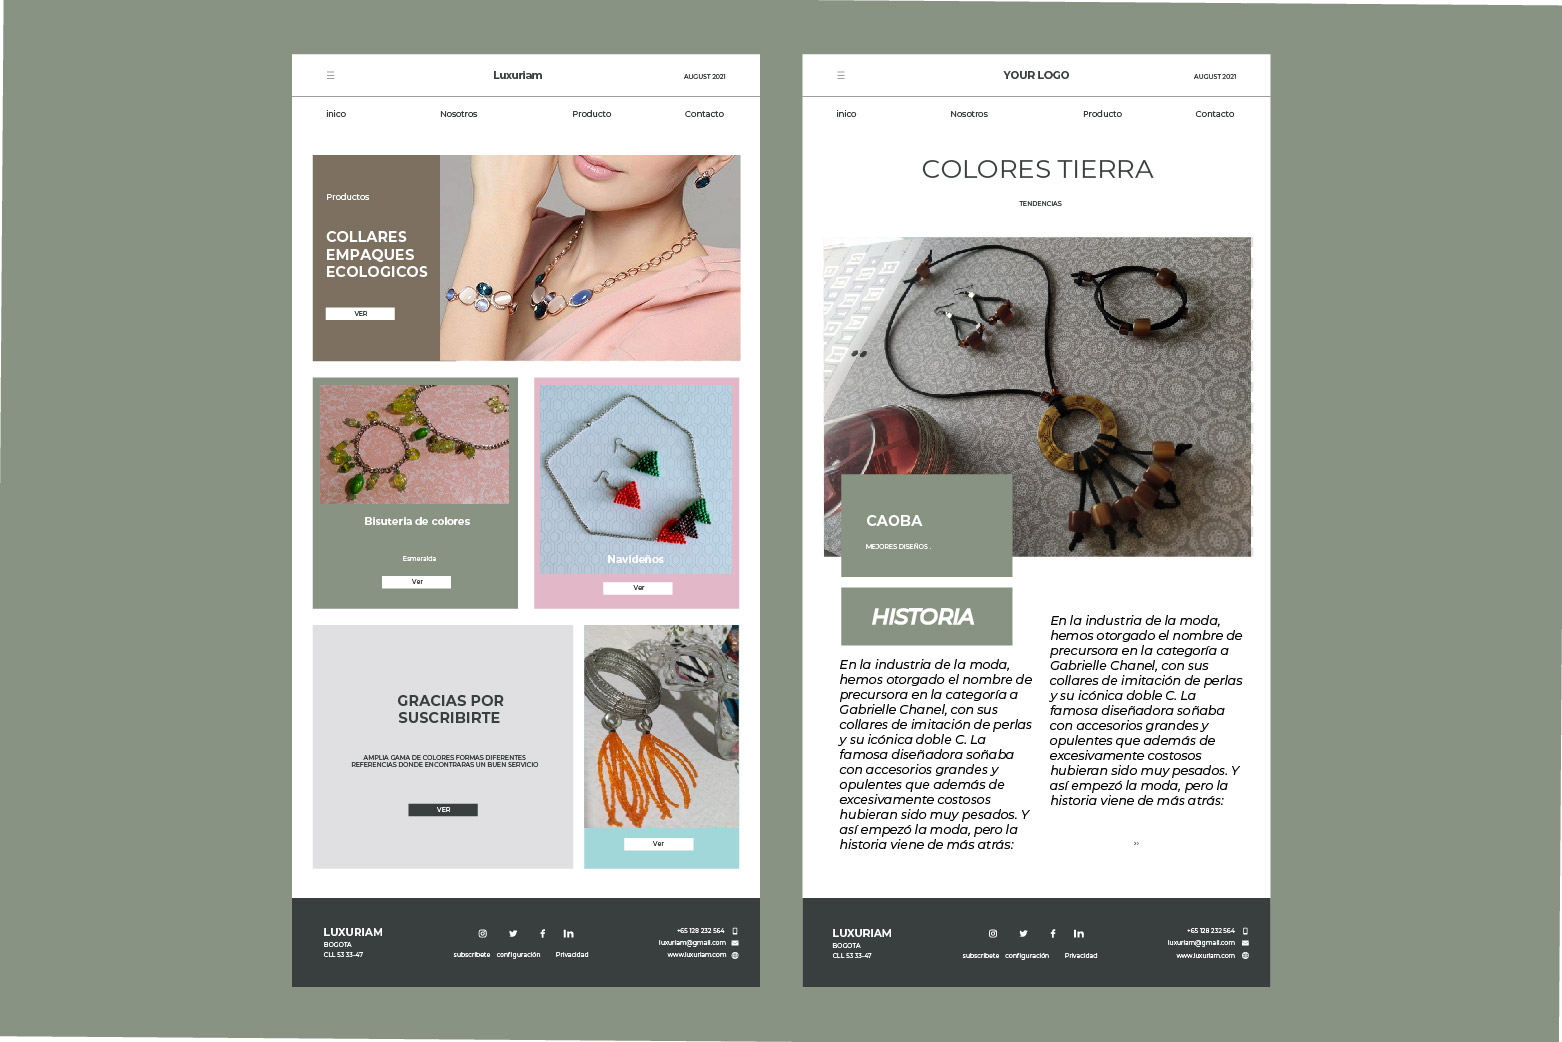 Luxuriam
AUGUST 2021
inico
Nosotros
Producto
Contacto
Productos
COLLARES
EMPAQUES
ECOLOGICOS
VER
Bisuteria de colores
Esmeralda
Ver
Navideños
Ver
GRACIAS POR
SUSCRIBIRTE
AMPLIA GAMA DE COLORES FORMAS DIFERENTES
REFERENCIAS DONDE ENCONTRARAS UN BUEN SERVICIO
VER
Ver
LUXURIAM
BOGOTA
CLL 53 33-47
subscribete configuración Privacidad
+65 128 232 564
luxuriam@gmail.com
www.luxuriam.com
YOUR LOGO
AUGUST 2021
inico
Nosotros
Producto
Contacto
COLORES TIERRA
TENDENCIAS
CAOBA
MEJORES DISEÑOS .
HISTORIA
En la industria de la moda,
hemos otorgado el nombre de
precursora en la categoría a
Gabrielle Chanel, con sus
collares de imitación de perlas
y su icónica doble C. La
famosa diseñadora soñaba
con accesorios grandes y
opulentes que además de
excesivamente costosos
hubieran sido muy pesados. Y
así empezó la moda, pero la
historia viene de más atrás:
En la industria de la moda,
hemos otorgado el nombre de
precursora en la categoría a
Gabrielle Chanel, con sus
collares de imitación de perlas
y su icónica doble C. La
famosa diseñadora soñaba
con accesorios grandes y
opulentes que además de
excesivamente costosos
hubieran sido muy pesados. Y
así empezó la moda, pero la
historia viene de más atrás:
››
LUXURIAM
BOGOTA
CLL 53 33-47
subscribete configuración Privacidad
+65 128 232 564
luxuriam@gmail.com
www.luxuriam.com